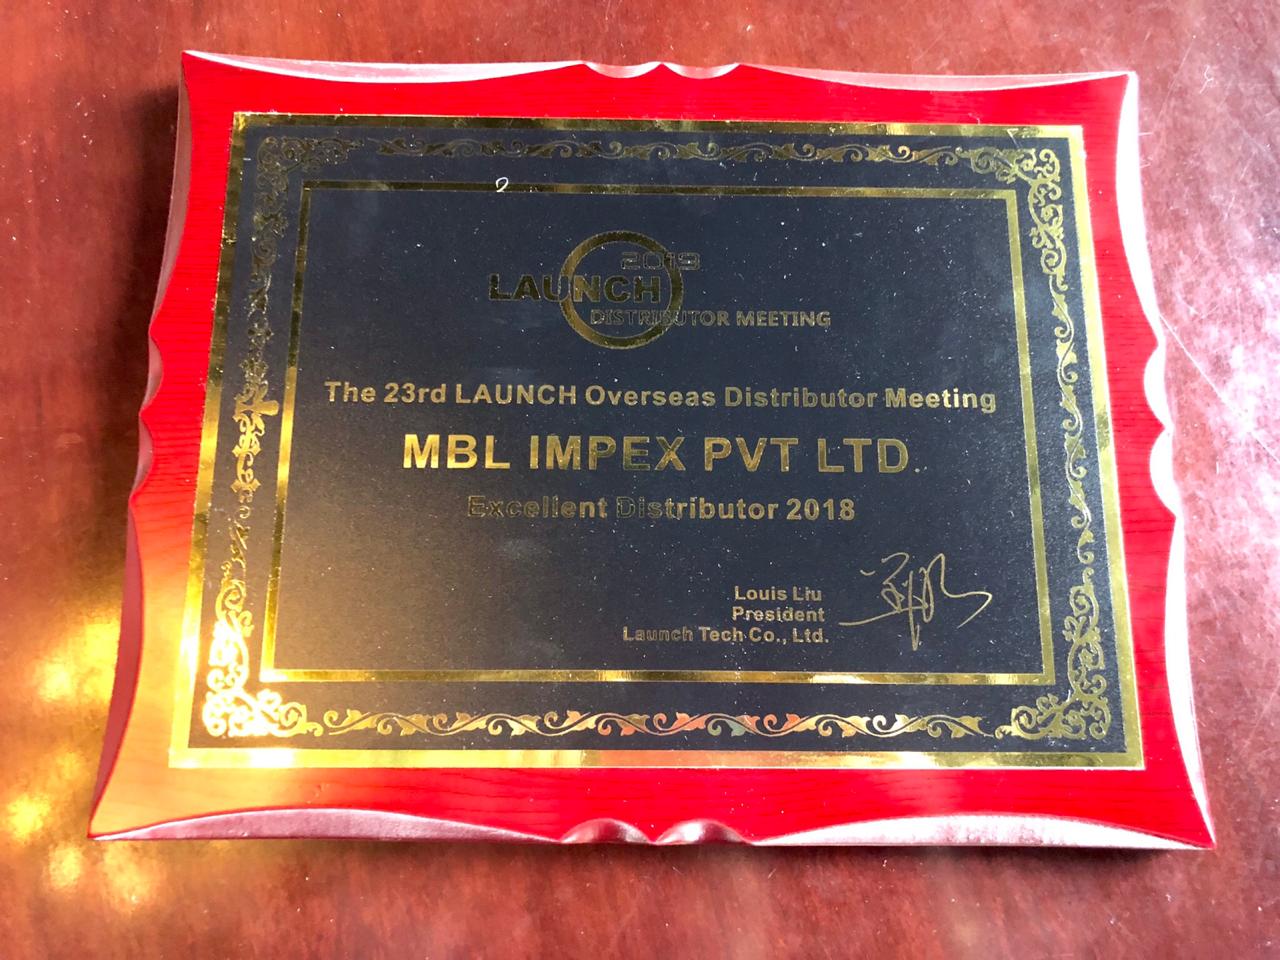 2019
LAUNCH
DISTRIBUTOR MEETING
The 23rd LAUNCH Overseas Distributor Meeting
MBL IMPEX PVT LTD.
Excellent Distributor 2018
Louis Liu
President
Launch Tech Co., Ltd.